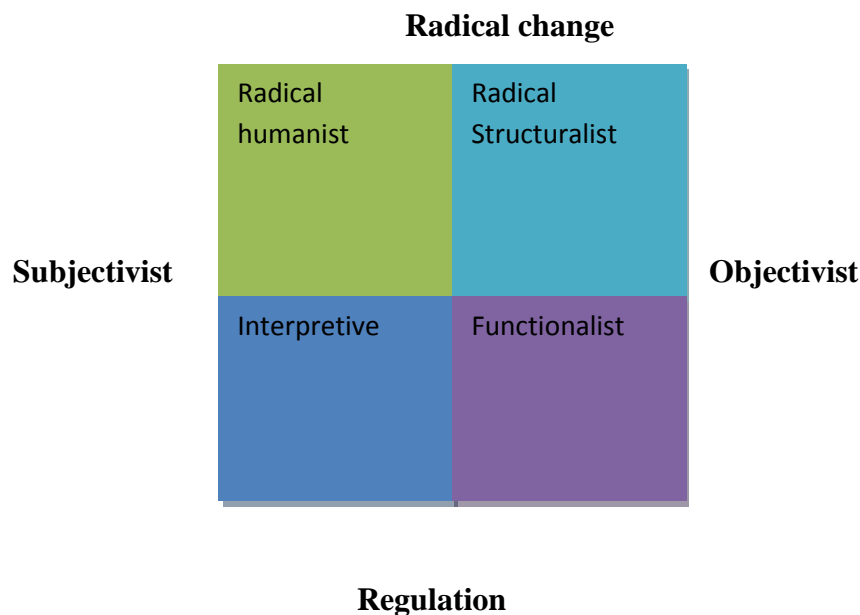 Radical change
Radical
humanist
Radical
Structuralist
Subjectivist
Objectivist
Interpretive
Functionalist
Regulation